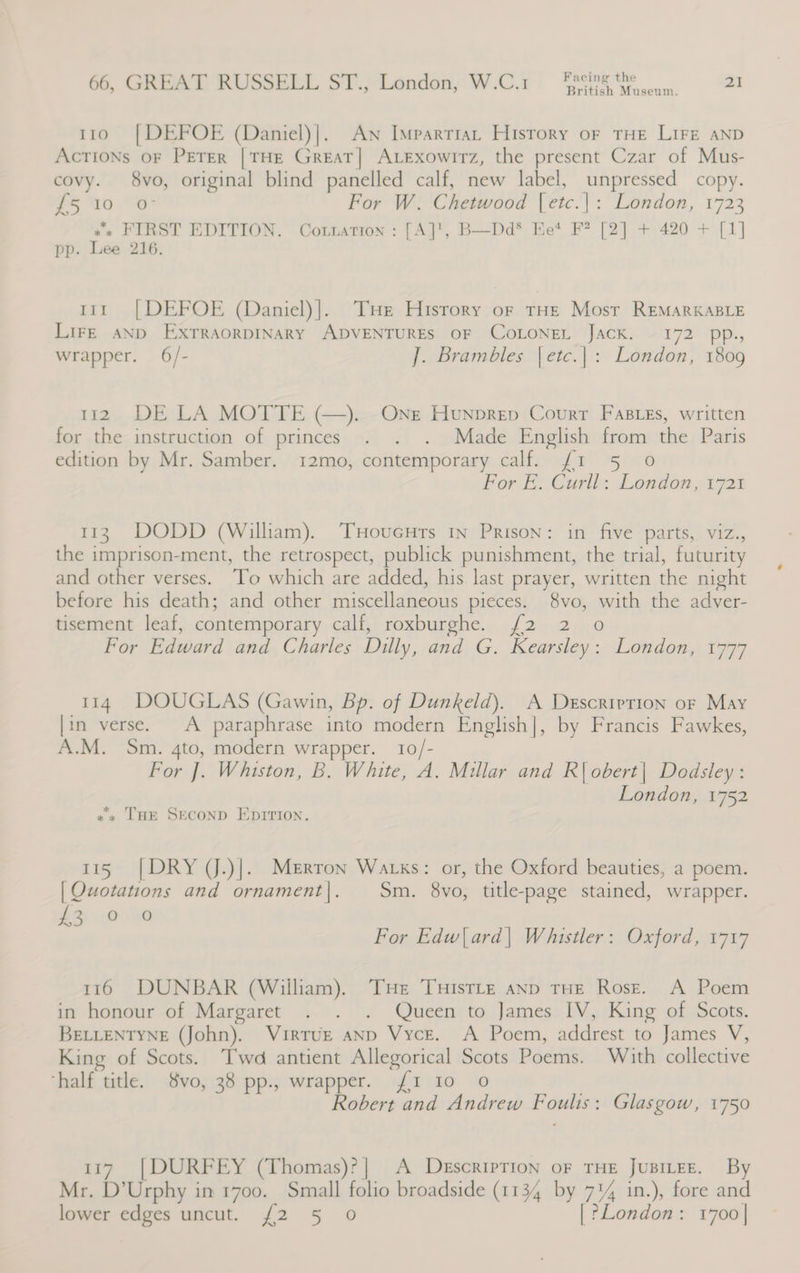 66, GREAT RUSSELL ST., London, W.C.1 Facing the British Museum. 21
110 [DEFOE (Daniel)]. An Impartial History of the Life and
Actions of Peter [the Great] Alexowitz, the present Czar of Mus-
covy. 8vo, original blind panelled calf, new label, unpressed copy.
£5 10 0 For W. Chetwood [etc.]: London, 1723
⁂ FIRST EDITION. Collation: [A]¹, B—Dd⁸ Ee⁴ F² [2] + 420 + [1]
pp. Lee 216.
111 [DEFOE (Daniel)]. The History of the Most Remarkable
Life and Extraordinary Adventures of Colonel Jack. 172 pp.,
wrapper. 6/- J. Brambles [etc.]: London, 1809
112 DE LA MOTTE (—). One Hundred Court Fables, written
for the instruction of princes . . . Made English from the Paris
edition by Mr. Samber. 12mo, contemporary calf. £1 5 0
For E. Curll: London, 1721
113 DODD (William). Thoughts in Prison: in five parts, viz.,
the imprison-ment, the retrospect, publick punishment, the trial, futurity
and other verses. To which are added, his last prayer, written the night
before his death; and other miscellaneous pieces. 8vo, with the adver-
tisement leaf, contemporary calf, roxburghe. £2 2 0
For Edward and Charles Dilly, and G. Kearsley: London, 1777
114 DOUGLAS (Gawin, Bp. of Dunkeld). A Description of May
[in verse. A paraphrase into modern English], by Francis Fawkes,
A.M. Sm. 4to, modern wrapper. 10/-
For J. Whiston, B. White, A. Millar and R[obert] Dodsley:
London, 1752
⁂ The Second Edition.
115 [DRY (J.)]. Merton Walks: or, the Oxford beauties, a poem.
[Quotations and ornament]. Sm. 8vo, title-page stained, wrapper.
£3 0 0
For Edw[ard] Whistler: Oxford, 1717
116 DUNBAR (William). The Thistle and the Rose. A Poem
in honour of Margaret . . . Queen to James IV, King of Scots.
Bellentyne (John). Virtue and Vyce. A Poem, addrest to James V,
King of Scots. Two antient Allegorical Scots Poems. With collective
half title. 8vo, 38 pp., wrapper. £1 10 0
Robert and Andrew Foulis: Glasgow, 1750
117 [DURFEY (Thomas)?] A Description of the Jubilee. By
Mr. D'Urphy in 1700. Small folio broadside (11¾ by 7¼ in.), fore and
lower edges uncut. £2 5 0 [?London: 1700]